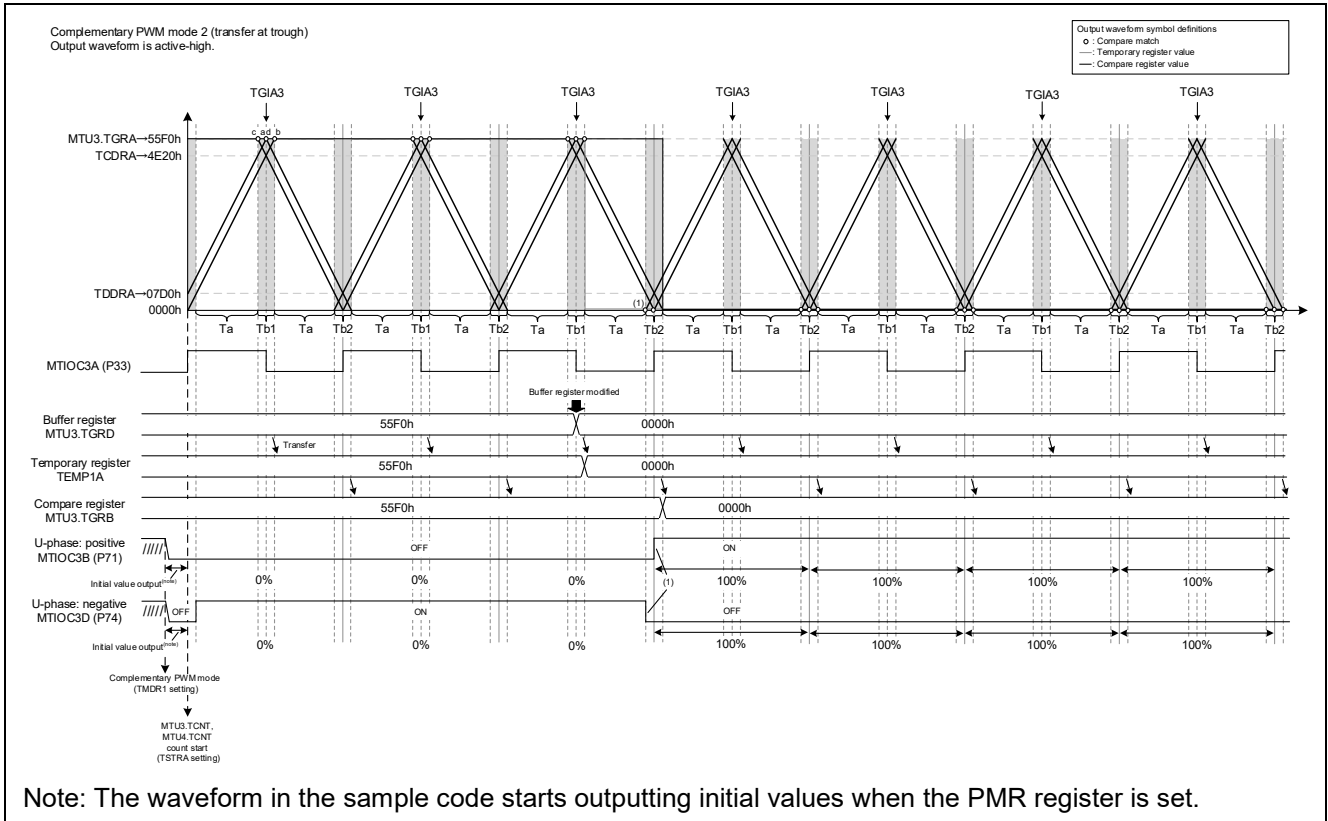 Complementary PWM mode 2 (transfer at trough)
Output waveform is active-high.
Output waveform symbol definitions
: Compare match
: Temporary register value
: Compare register value
TGIA3 TGIA3 TGIA3 TGIA3 TGIA3 TGIA3 TGIA3
c ad b
MTU3.TGRA→55F0h
TCDRA→4E20h
TDDRA→07D0h
(1)
0000h
Ta Tb1 Ta Tb2 Ta Tb1 Ta Tb2 Ta Tb1 Ta Tb2 Ta Tb1 Ta Tb2 Ta Tb1 Ta Tb2 Ta Tb1 Ta Tb2 Ta Tb1 Ta Tb2
MTIOC3A (P33)
Buffer register modified
Buffer register
MTU3.TGRD
55F0h 0000h
Transfer
Temporary register
TEMP1A
55F0h 0000h
Compare register
MTU3.TGRB
55F0h 0000h
U-phase: positive
MTIOC3B (P71)
OFF ON
Initial value output(note)
0% 0% 0% (1) 100% 100% 100% 100%
U-phase: negative
MTIOC3D (P74)
OFF ON OFF
Initial value output(note)
0% 0% 0% 100% 100% 100% 100%
Complementary PWM mode
(TMDR1 setting)
MTU3.TCNT,
MTU4.TCNT
count start
(TSTRA setting)
Note: The waveform in the sample code starts outputting initial values when the PMR register is set.